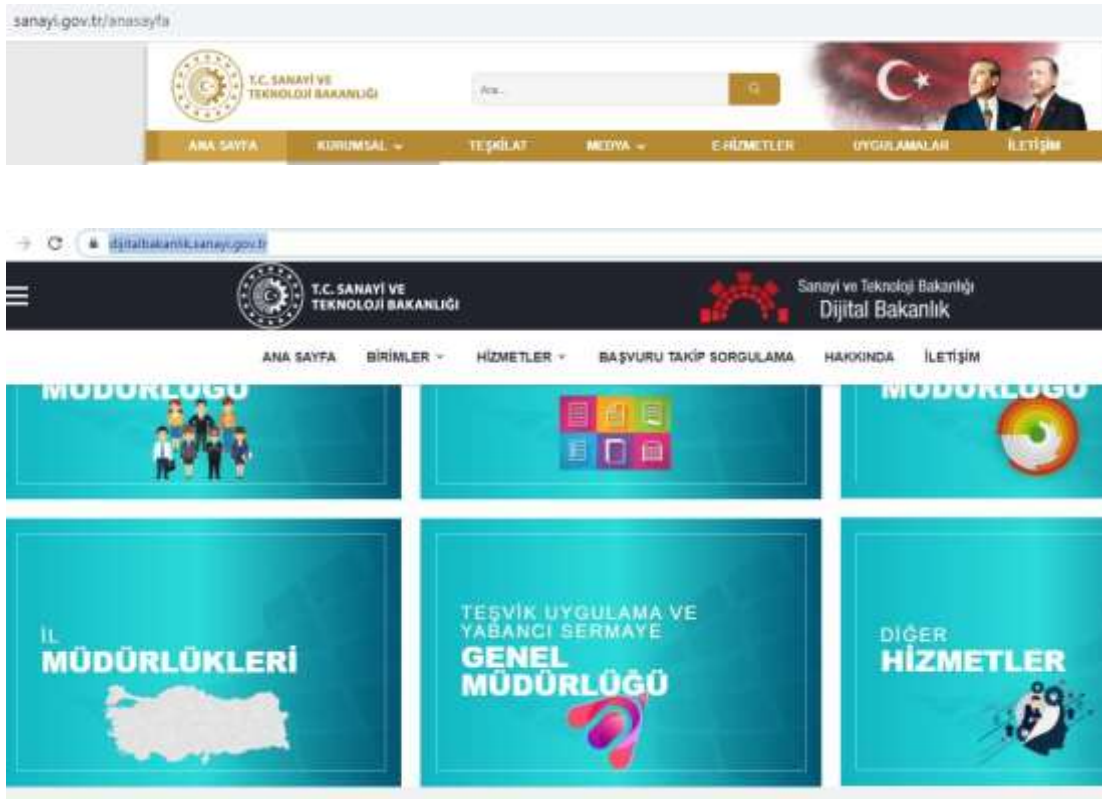 sanayi.gov.tr/anasayfa
T.C. SANAYİ VE
TEKNOLOJİ BAKANLIĞI
Ara...
ANA SAYFA KURUMSAL TEŞKİLAT MEDYA E-HİZMETLER UYGULAMALAR İLETİŞİM
dijitalbakanlik.sanayi.gov.tr
T.C. SANAYİ VE
TEKNOLOJİ BAKANLIĞI
Sanayi ve Teknoloji Bakanlığı
Dijital Bakanlık
ANA SAYFA BİRİMLER HİZMETLER BAŞVURU TAKİP SORGULAMA HAKKINDA İLETİŞİM
MÜDÜRLÜĞÜ
MÜDÜRLÜĞÜ
İL
MÜDÜRLÜKLERİ
TEŞVİK UYGULAMA VE
YABANCI SERMAYE
GENEL
MÜDÜRLÜĞÜ
DİĞER
HİZMETLER